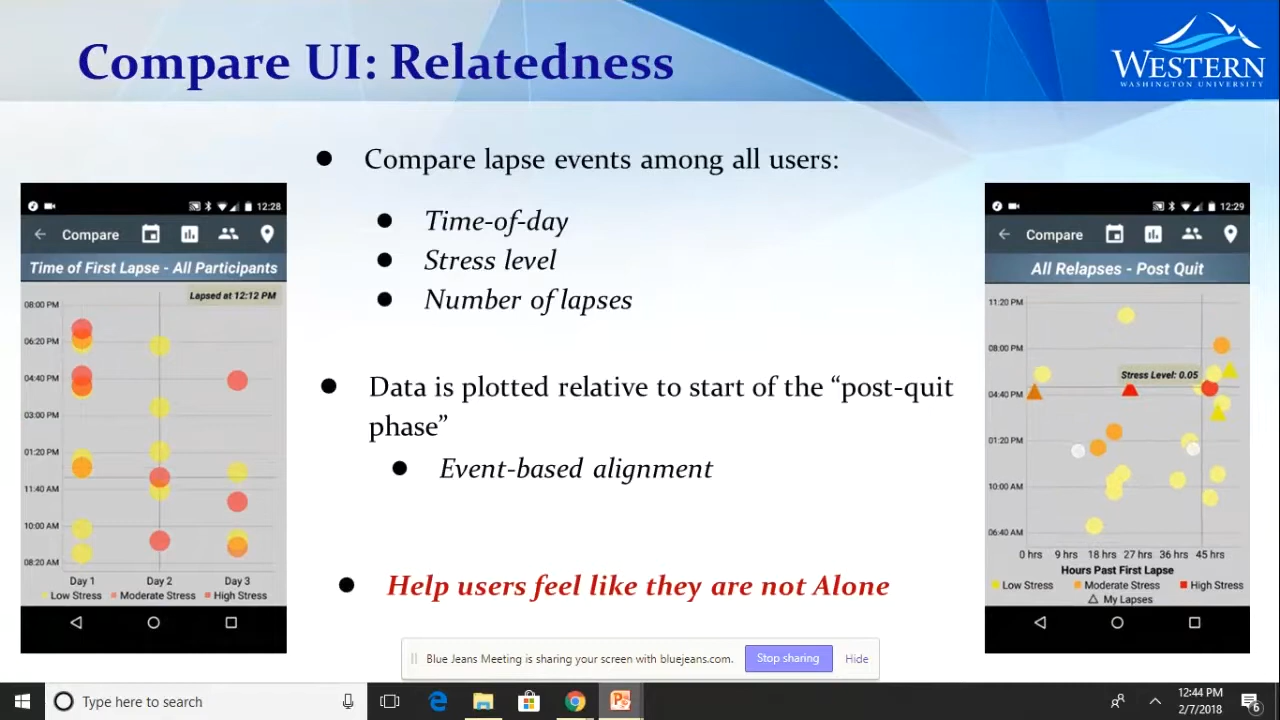 Compare UI: Relatedness
WESTERN
WASHINGTON UNIVERSITY
● Compare lapse events among all users:
● Time-of-day
● Stress level
● Number of lapses
● Data is plotted relative to start of the “post-quit
phase”
● Event-based alignment
● Help users feel like they are not Alone
12:28
Compare
Time of First Lapse - All Participants
Lapsed at 12:12 PM
08:00 PM
06:20 PM
04:40 PM
03:00 PM
01:20 PM
11:40 AM
10:00 AM
08:20 AM
Day 1 Day 2 Day 3
Low Stress Moderate Stress High Stress
12:29
Compare
All Relapses - Post Quit
11:20 PM
08:00 PM
Stress Level: 0.05
04:40 PM
01:20 PM
10:00 AM
06:40 AM
0 hrs 9 hrs 18 hrs 27 hrs 36 hrs 45 hrs
Hours Past First Lapse
Low Stress Moderate Stress High Stress
My Lapses
Blue Jeans Meeting is sharing your screen with bluejeans.com. Stop sharing Hide
Type here to search
12:44 PM
2/7/2018
6